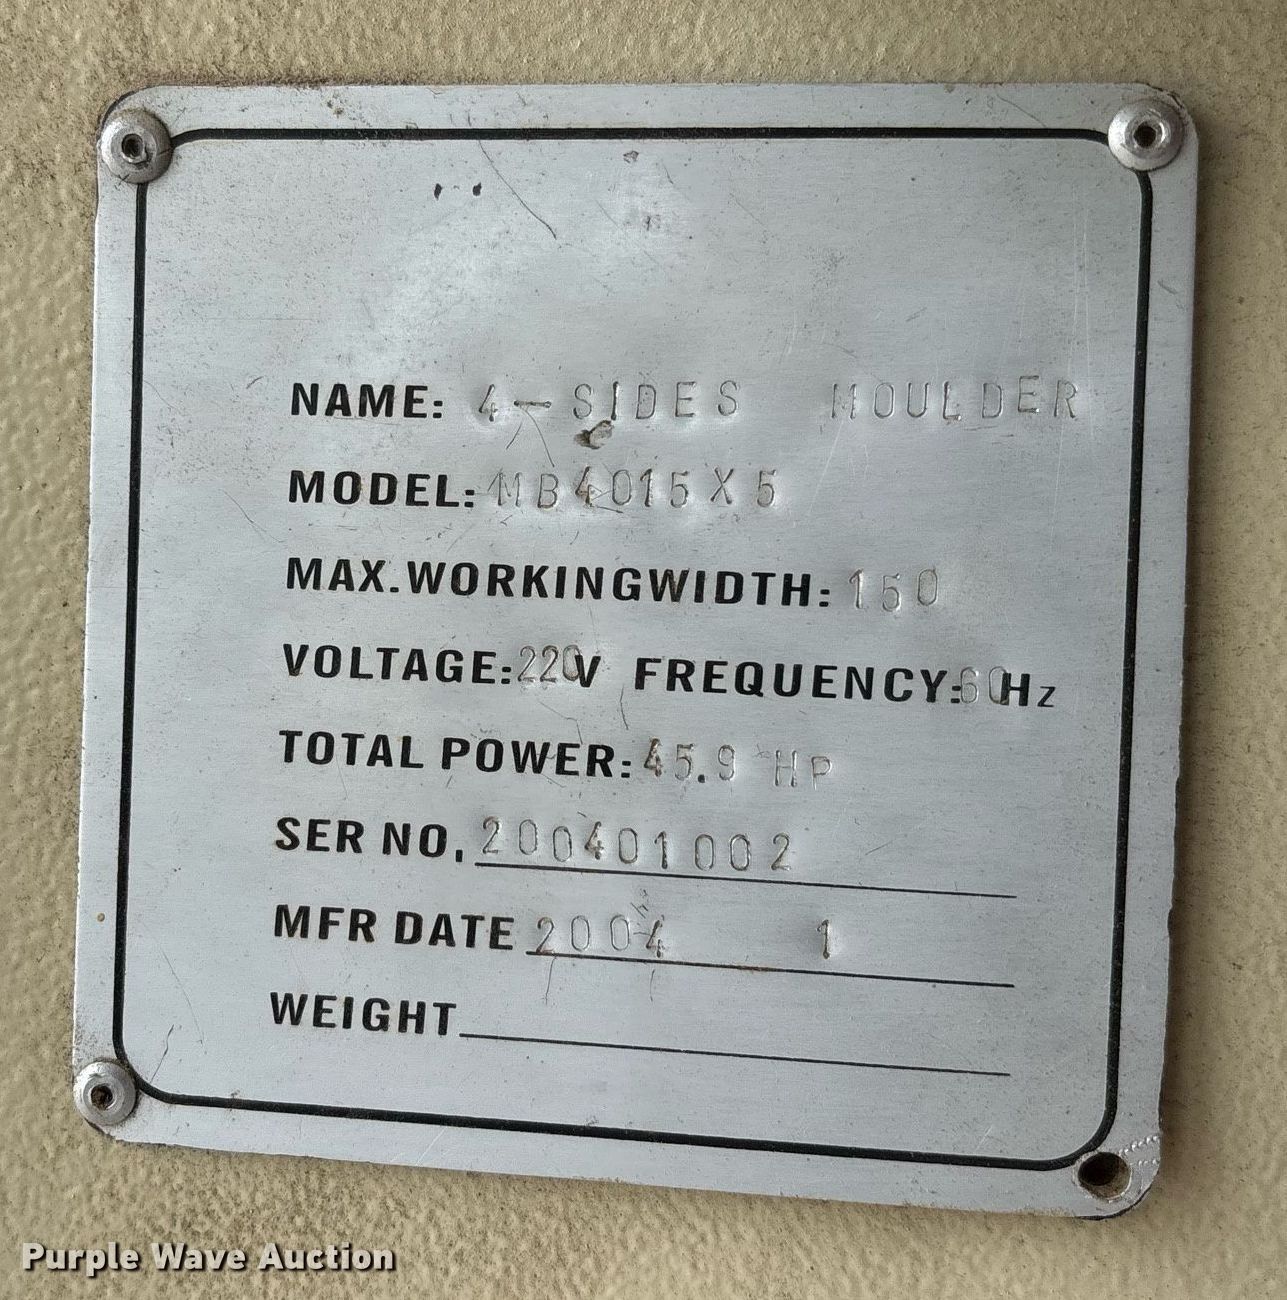 NAME: 4-SIDES MOULDER
MODEL: MB4015X5
MAX.WORKINGWIDTH: 150
VOLTAGE:220V FREQUENCY:60Hz
TOTAL POWER: 45.9 HP
SER NO. 200401002
MFR DATE 2004 1
WEIGHT
Purple Wave Auction